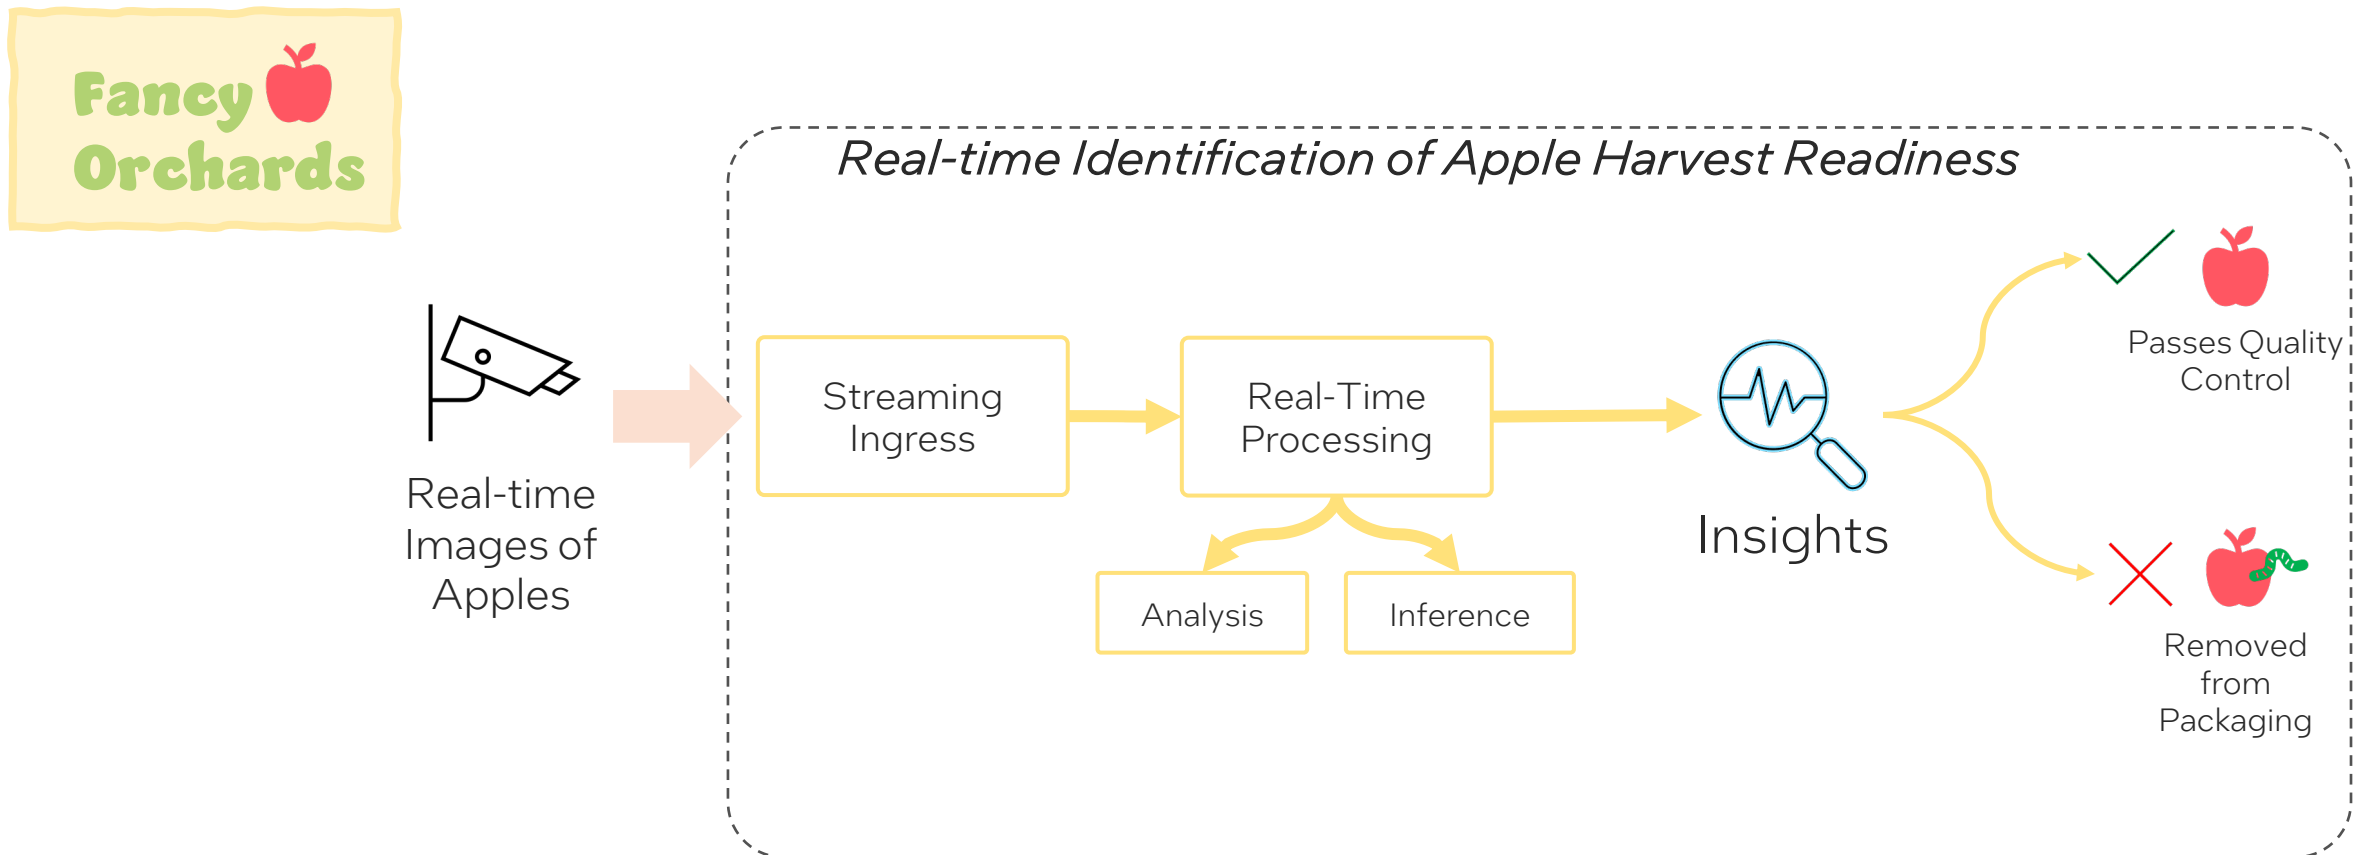 Fancy
Orchards
Real-time Identification of Apple Harvest Readiness
Real-time
Images of
Apples
Streaming
Ingress
Real-Time
Processing
Analysis
Inference
Insights
Passes Quality
Control
Removed
from
Packaging